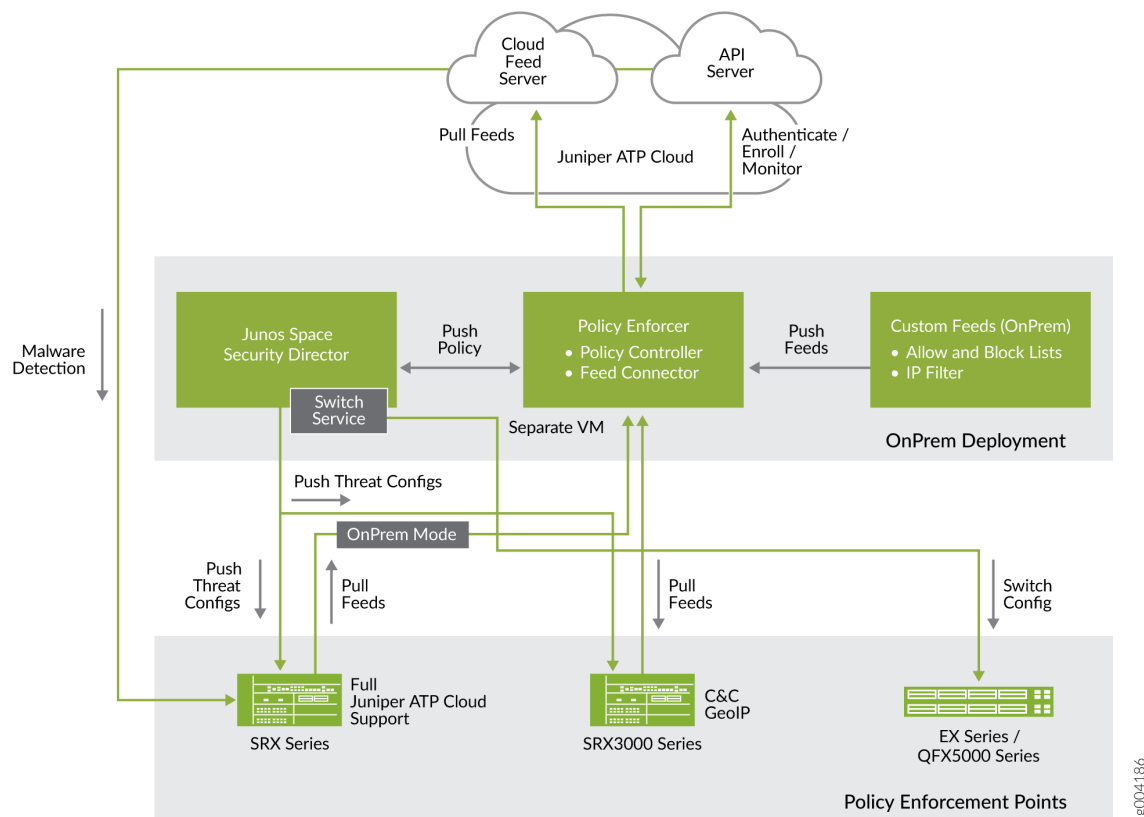 Cloud
Feed
Server
API
Server
Pull Feeds
Authenticate /
Enroll /
Monitor
Juniper ATP Cloud
Malware
Detection
Junos Space
Security Director
Push
Policy
Policy Enforcer
• Policy Controller
• Feed Connector
Push
Feeds
Custom Feeds (OnPrem)
• Allow and Block Lists
• IP Filter
Switch
Service
Separate VM
OnPrem Deployment
Push Threat Configs
OnPrem Mode
Push
Threat
Configs
Pull
Feeds
Pull
Feeds
Switch
Config
Full
Juniper ATP Cloud
Support
SRX Series
C&C
GeoIP
SRX3000 Series
EX Series /
QFX5000 Series
Policy Enforcement Points
g004186